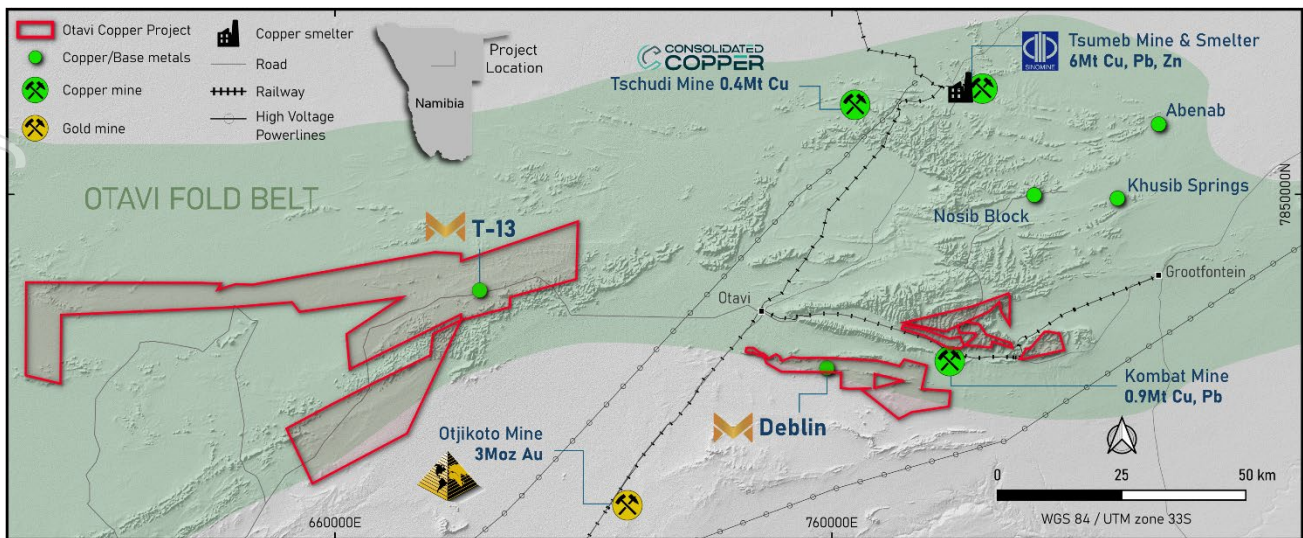 Otavi Copper Project
Copper/Base metals
Copper mine
Gold mine
Copper smelter
Road
Railway
High Voltage
Powerlines
Project
Location
Namibia
CONSOLIDATED
COPPER
Tschudi Mine 0.4Mt Cu
SINOMINE
Tsumeb Mine & Smelter
6Mt Cu, Pb, Zn
Abenab
Khusib Springs
Nosib Block
7850000N
OTAVI FOLD BELT
T-13
Otavi
Grootfontein
Kombat Mine
0.9Mt Cu, Pb
Deblin
Otjikoto Mine
3Moz Au
0
25
50 km
WGS 84 / UTM zone 33S
660000E
760000E